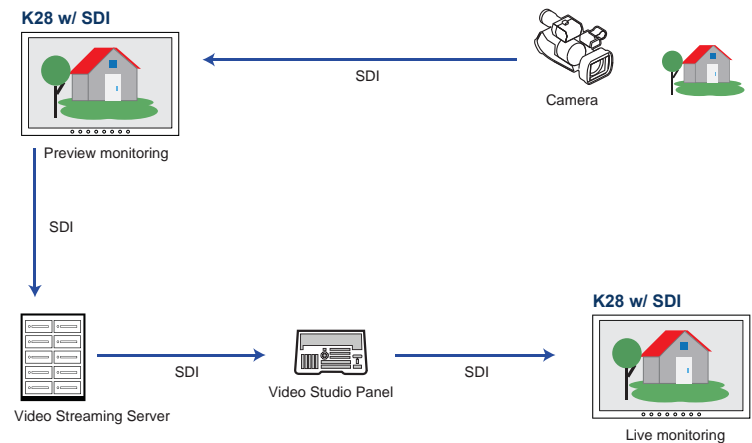 K28 w/ SDI
SDI
Camera
Preview monitoring
SDI
K28 w/ SDI
SDI
Video Studio Panel
SDI
Video Streaming Server
Live monitoring